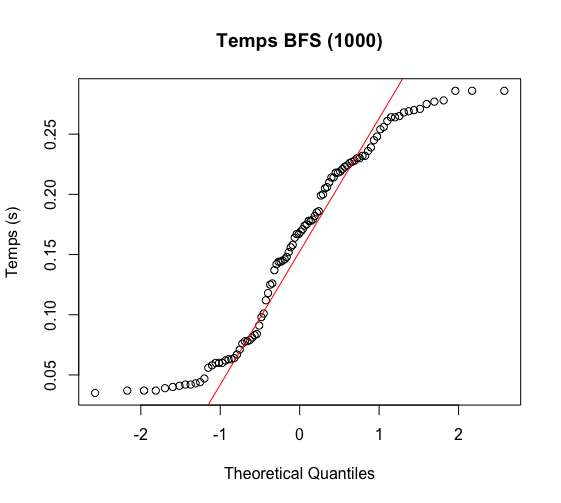 Temps BFS (1000)
Temps (s)
0.25
0.20
0.15
0.10
0.05
-2 -1 0 1 2
Theoretical Quantiles